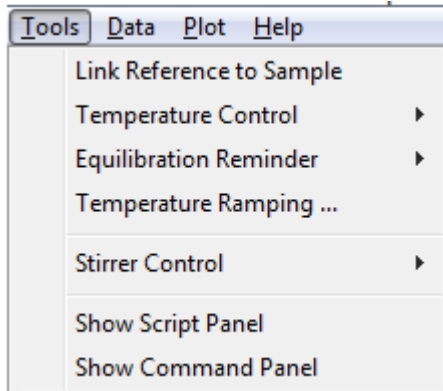 Tools Data Plot Help
Link Reference to Sample
Temperature Control
Equilibration Reminder
Temperature Ramping ...
Stirrer Control
Show Script Panel
Show Command Panel